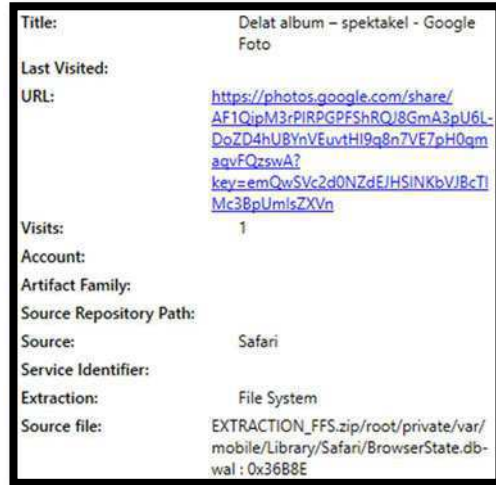 Title: Delat album – spektakel - Google
Foto
Last Visited:
URL: https://photos.google.com/share/
AF1QipM3rPIRPGPFShRQJ8GmA3pU6L-
DoZD4hUBYnVEuvtHI9q8n7VE7pH0qm
aqvFQzswA?
key=emQwSVc2d0NZdEJHSlNKbVJBcTl
Mc3BpUmlsZXVn
Visits: 1
Account:
Artifact Family:
Source Repository Path:
Source: Safari
Service Identifier:
Extraction: File System
Source file: EXTRACTION_FFS.zip/root/private/var/
mobile/Library/Safari/BrowserState.db-
wal : 0x36B8E